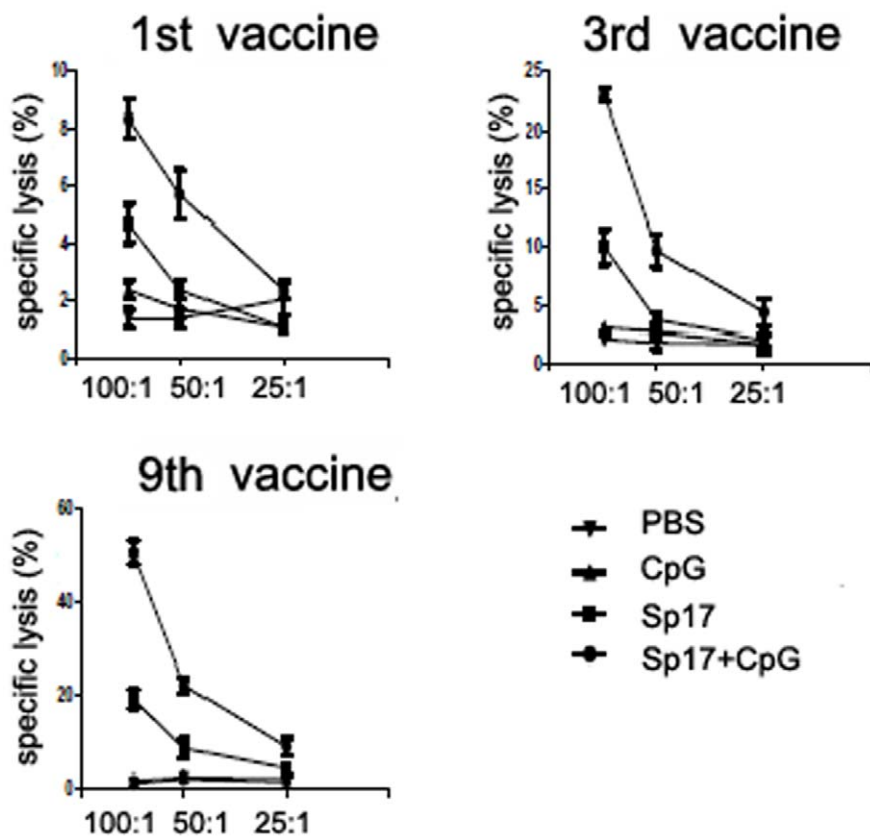 1st vaccine
specific lysis (%)
10
8
6
4
2
0
100:1 50:1 25:1
3rd vaccine
specific lysis (%)
25
20
15
10
5
0
100:1 50:1 25:1
9th vaccine
specific lysis (%)
60
40
20
0
100:1 50:1 25:1
PBS
CpG
Sp17
Sp17+CpG